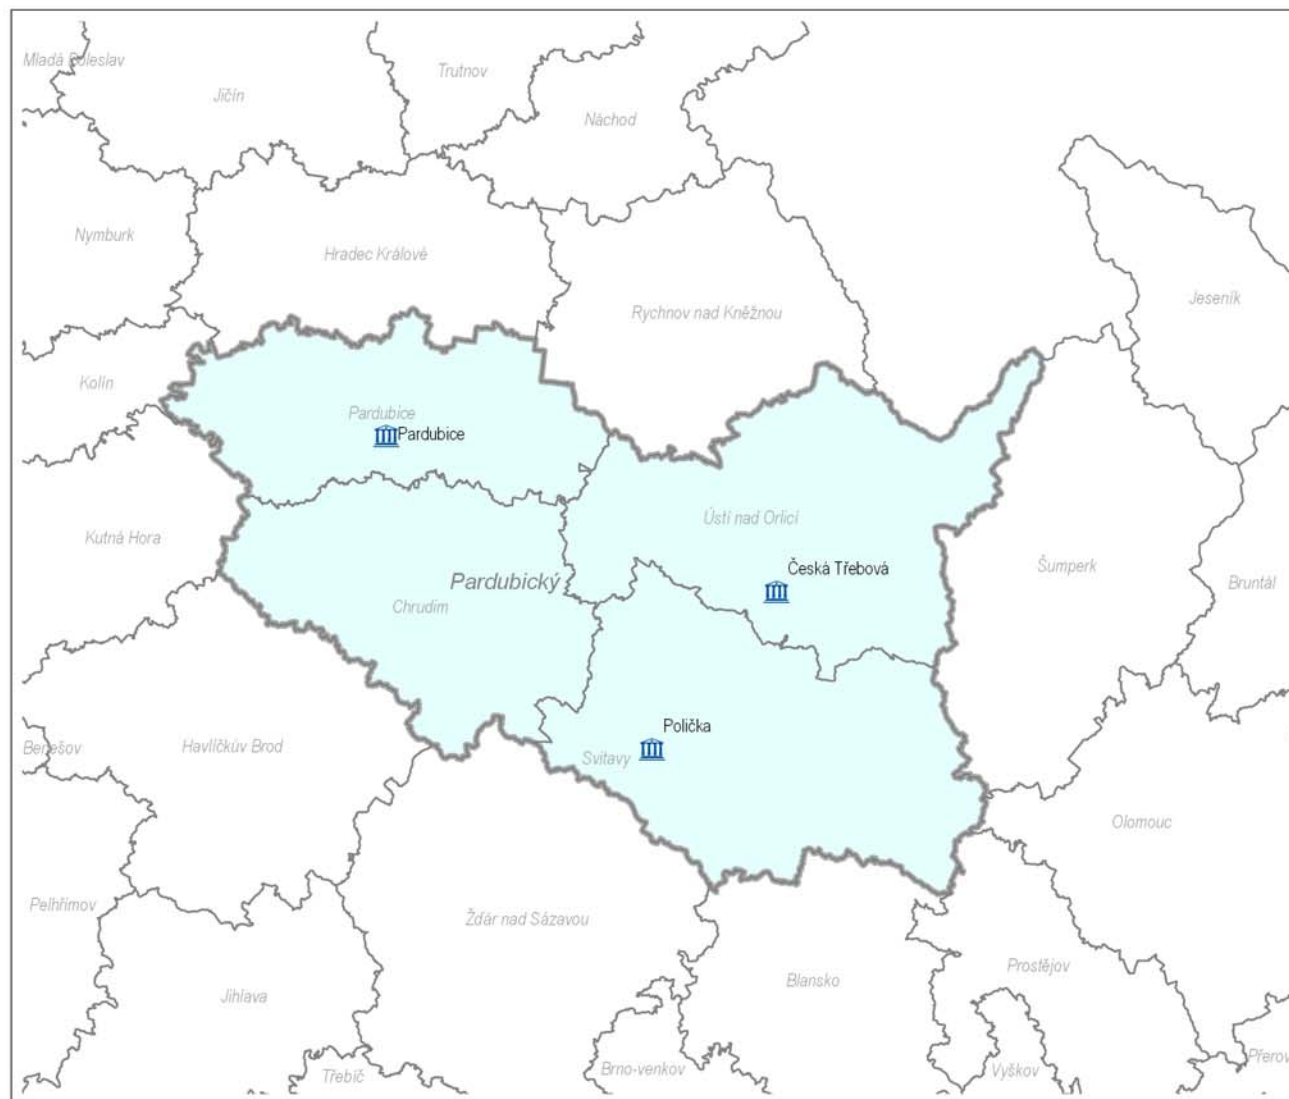 Mladá Boleslav
Jičín
Trutnov
Náchod
Nymburk
Hradec Králové
Rychnov nad Kněžnou
Jeseník
Kolín
Pardubice
Pardubice
Kutná Hora
Ústí nad Orlicí
Česká Třebová
Šumperk
Bruntál
Pardubický
Chrudim
Polička
Svitavy
Benešov
Havlíčkův Brod
Olomouc
Pelhřimov
Žďár nad Sázavou
Prostějov
Jihlava
Blansko
Třebíč
Brno-venkov
Vyškov
Přerov